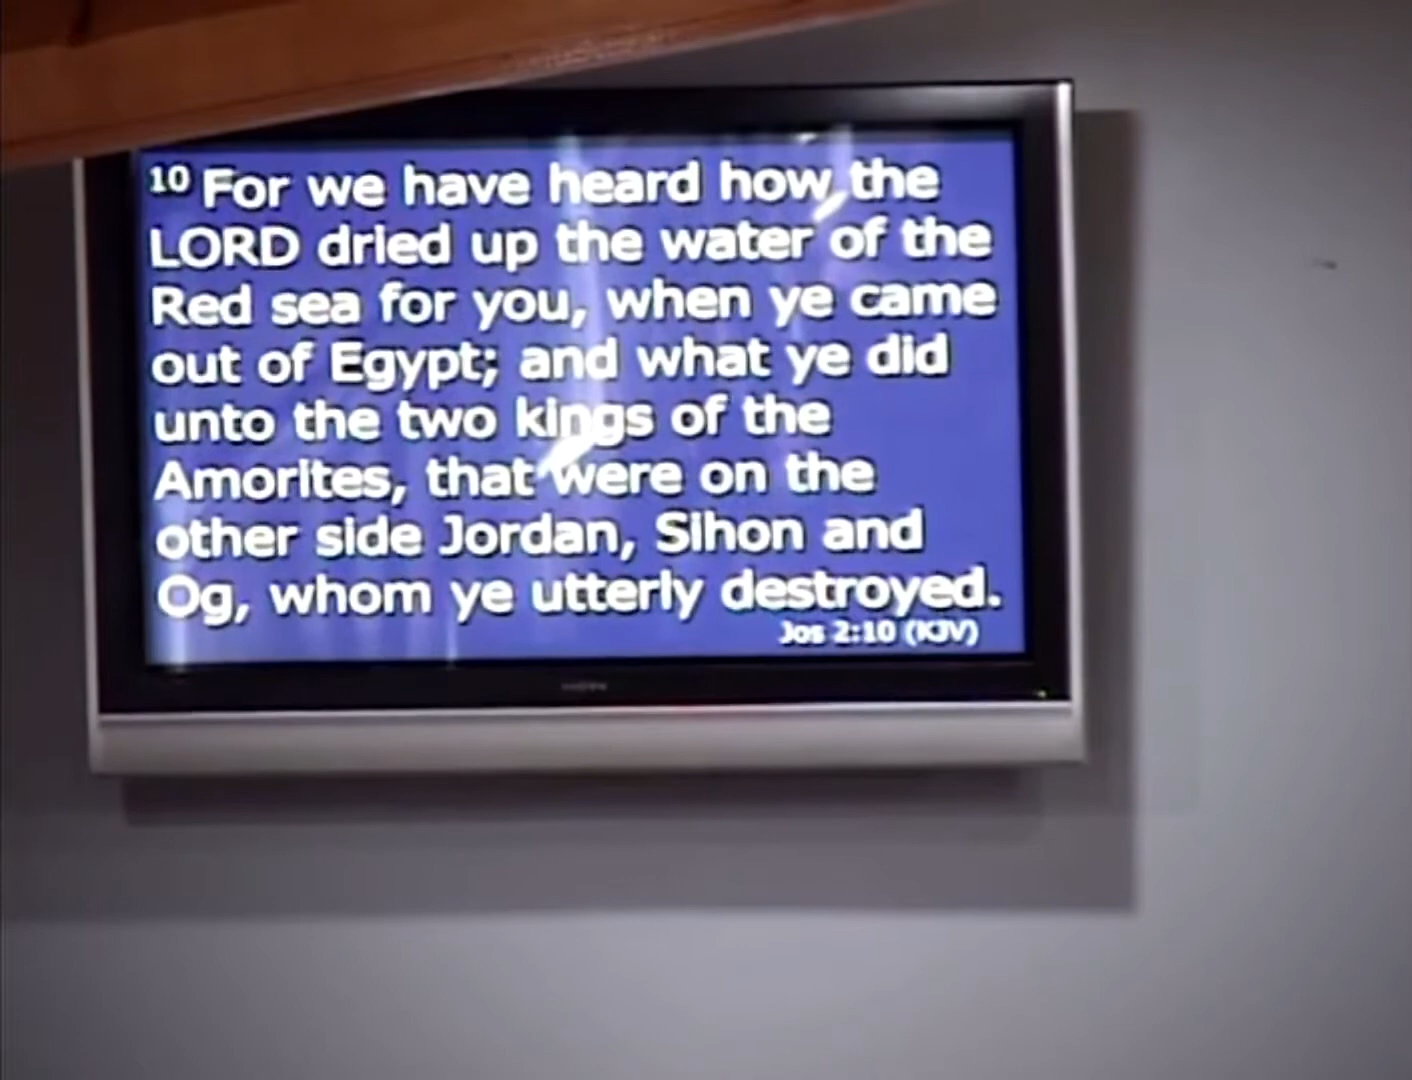 10 For we have heard how the
LORD dried up the water of the
Red sea for you, when ye came
out of Egypt; and what ye did
unto the two kings of the
Amorites, that were on the
other side Jordan, Sihon and
Og, whom ye utterly destroyed.
Jos 2:10 (KJV)